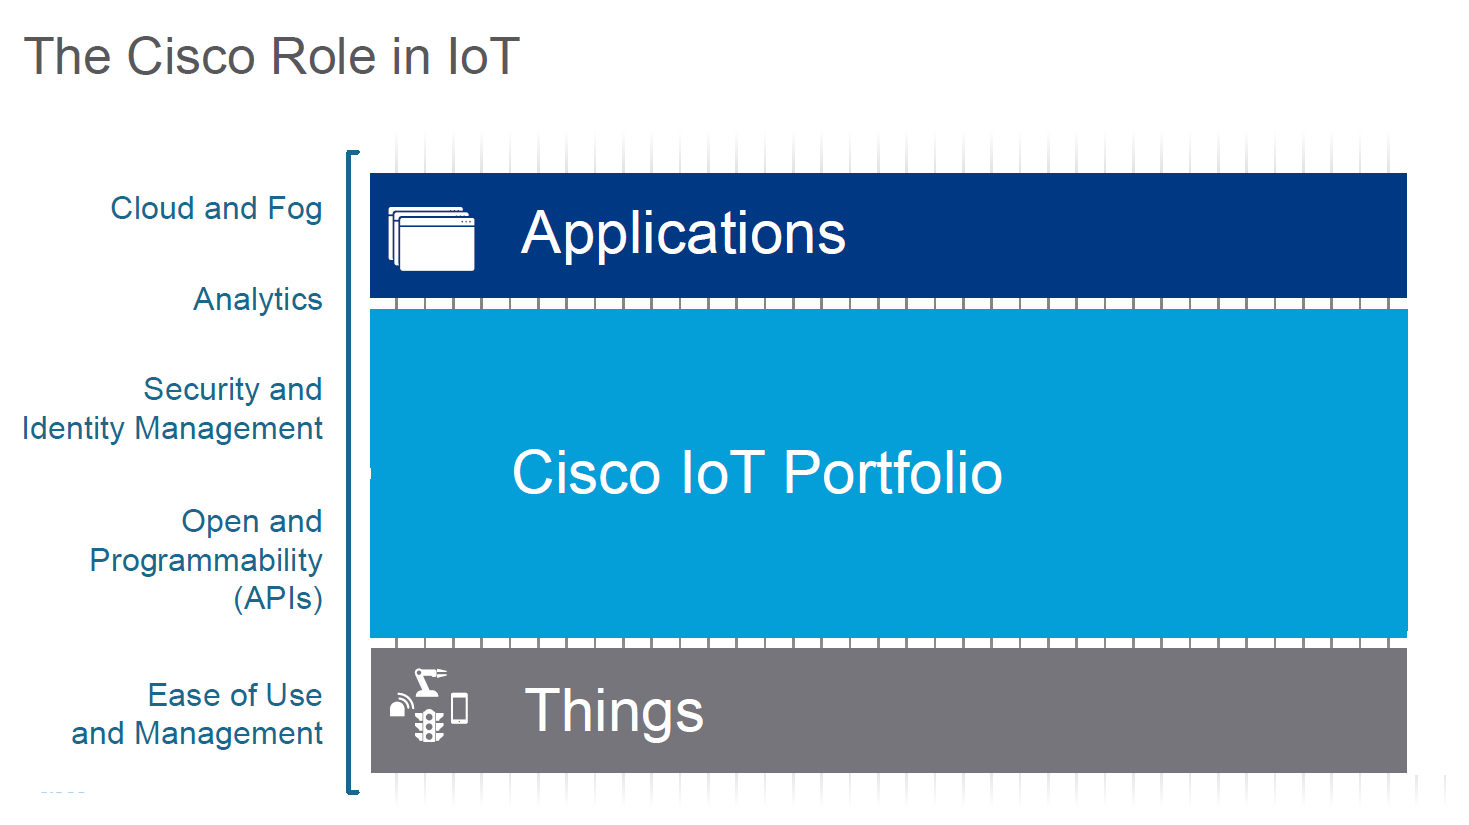 The Cisco Role in IoT
Cloud and Fog
Analytics
Security and
Identity Management
Open and
Programmability
(APIs)
Ease of Use
and Management
Applications
Cisco IoT Portfolio
Things